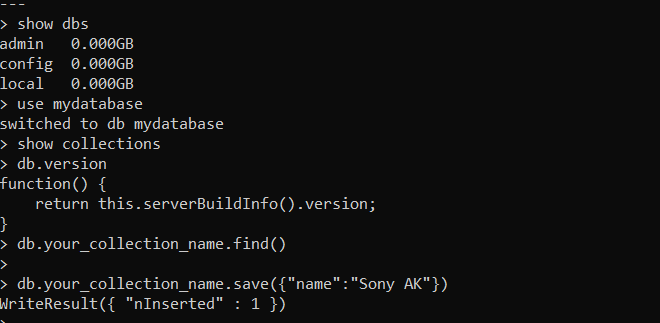 ---
> show dbs
admin   0.000GB
config  0.000GB
local   0.000GB
> use mydatabase
switched to db mydatabase
> show collections
> db.version
function() {
    return this.serverBuildInfo().version;
}
> db.your_collection_name.find()
>
> db.your_collection_name.save({"name":"Sony AK"})
WriteResult({ "nInserted" : 1 })
>